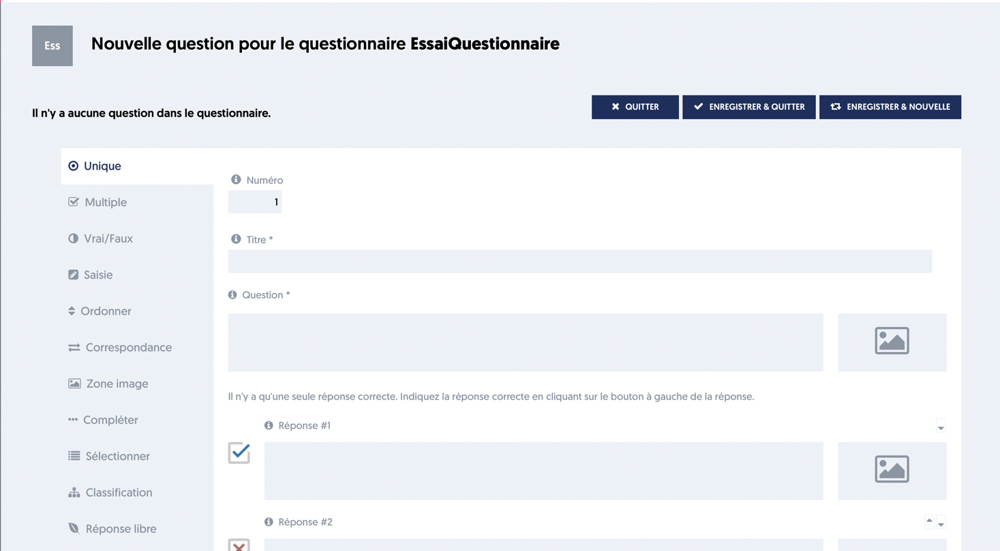 Ess
Nouvelle question pour le questionnaire EssaiQuestionnaire
Il n'y a aucune question dans le questionnaire.
QUITTER
ENREGISTRER & QUITTER
ENREGISTRER & NOUVELLE
Unique
Multiple
Vrai/Faux
Saisie
Ordonner
Correspondance
Zone image
Compléter
Sélectionner
Classification
Réponse libre
Numéro
1
Titre *
Question *
Il n'y a qu'une seule réponse correcte. Indiquez la réponse correcte en cliquant sur le bouton à gauche de la réponse.
Réponse #1
Réponse #2